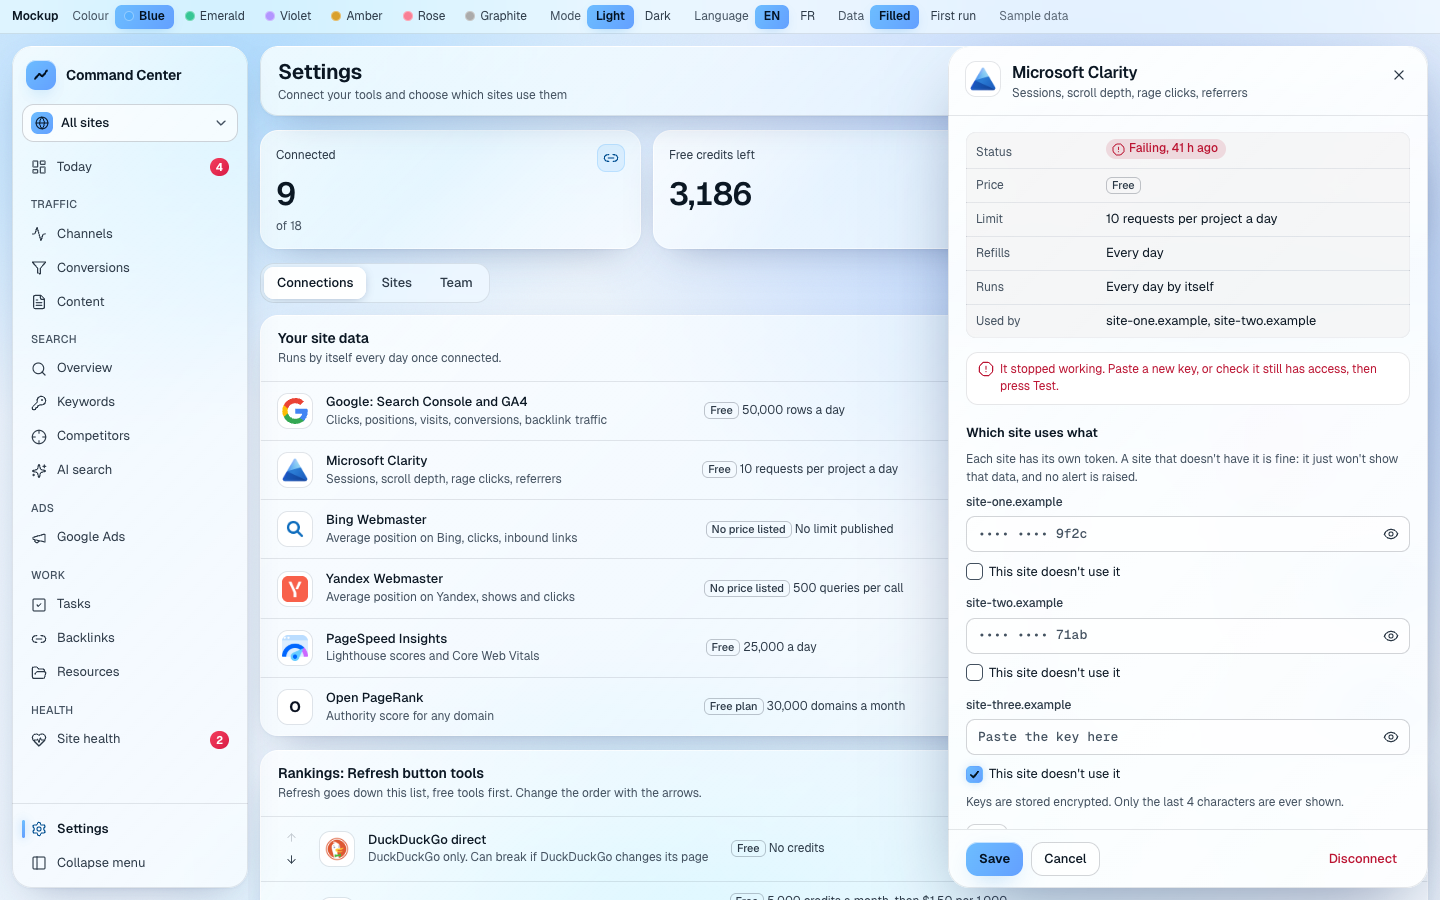 Mockup Colour Blue Emerald Violet Amber Rose Graphite Mode Light Dark Language EN FR Data Filled First run Sample data
Command Center
All sites
Today 4
TRAFFIC
Channels
Conversions
Content
SEARCH
Overview
Keywords
Competitors
AI search
ADS
Google Ads
WORK
Tasks
Backlinks
Resources
HEALTH
Site health 2
Settings
Collapse menu
Settings
Connect your tools and choose which sites use them
Connected
9
of 18
Free credits left
3,186
Connections Sites Team
Your site data
Runs by itself every day once connected.
Google: Search Console and GA4
Clicks, positions, visits, conversions, backlink traffic
Free 50,000 rows a day
Microsoft Clarity
Sessions, scroll depth, rage clicks, referrers
Free 10 requests per project a day
Bing Webmaster
Average position on Bing, clicks, inbound links
No price listed No limit published
Yandex Webmaster
Average position on Yandex, shows and clicks
No price listed 500 queries per call
PageSpeed Insights
Lighthouse scores and Core Web Vitals
Free 25,000 a day
O
Open PageRank
Authority score for any domain
Free plan 30,000 domains a month
Rankings: Refresh button tools
Refresh goes down this list, free tools first. Change the order with the arrows.
DuckDuckGo direct
DuckDuckGo only. Can break if DuckDuckGo changes its page
Free No credits
Free 5,000 credits a month, then $1.50 per 1,000
Microsoft Clarity
Sessions, scroll depth, rage clicks, referrers
Status Failing, 41 h ago
Price Free
Limit 10 requests per project a day
Refills Every day
Runs Every day by itself
Used by site-one.example, site-two.example
It stopped working. Paste a new key, or check it still has access, then
press Test.
Which site uses what
Each site has its own token. A site that doesn't have it is fine: it just won't show
that data, and no alert is raised.
site-one.example
•••• •••• 9f2c
This site doesn't use it
site-two.example
•••• •••• 71ab
This site doesn't use it
site-three.example
Paste the key here
This site doesn't use it
Keys are stored encrypted. Only the last 4 characters are ever shown.
Save Cancel Disconnect